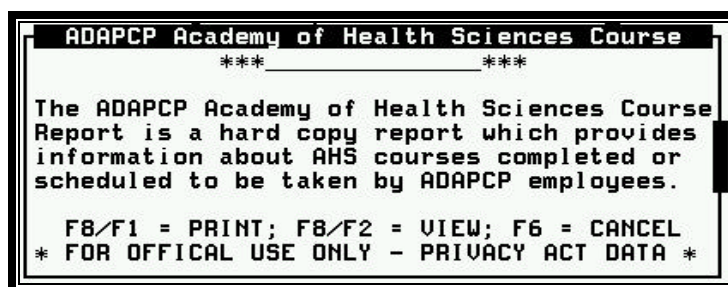 ADAPCP Academy of Health Sciences Course
***_________________***
The ADAPCP Academy of Health Sciences Course
Report is a hard copy report which provides
information about AHS courses completed or
scheduled to be taken by ADAPCP employees.
F8/F1 = PRINT; F8/F2 = VIEW; F6 = CANCEL
* FOR OFFICAL USE ONLY - PRIVACY ACT DATA *